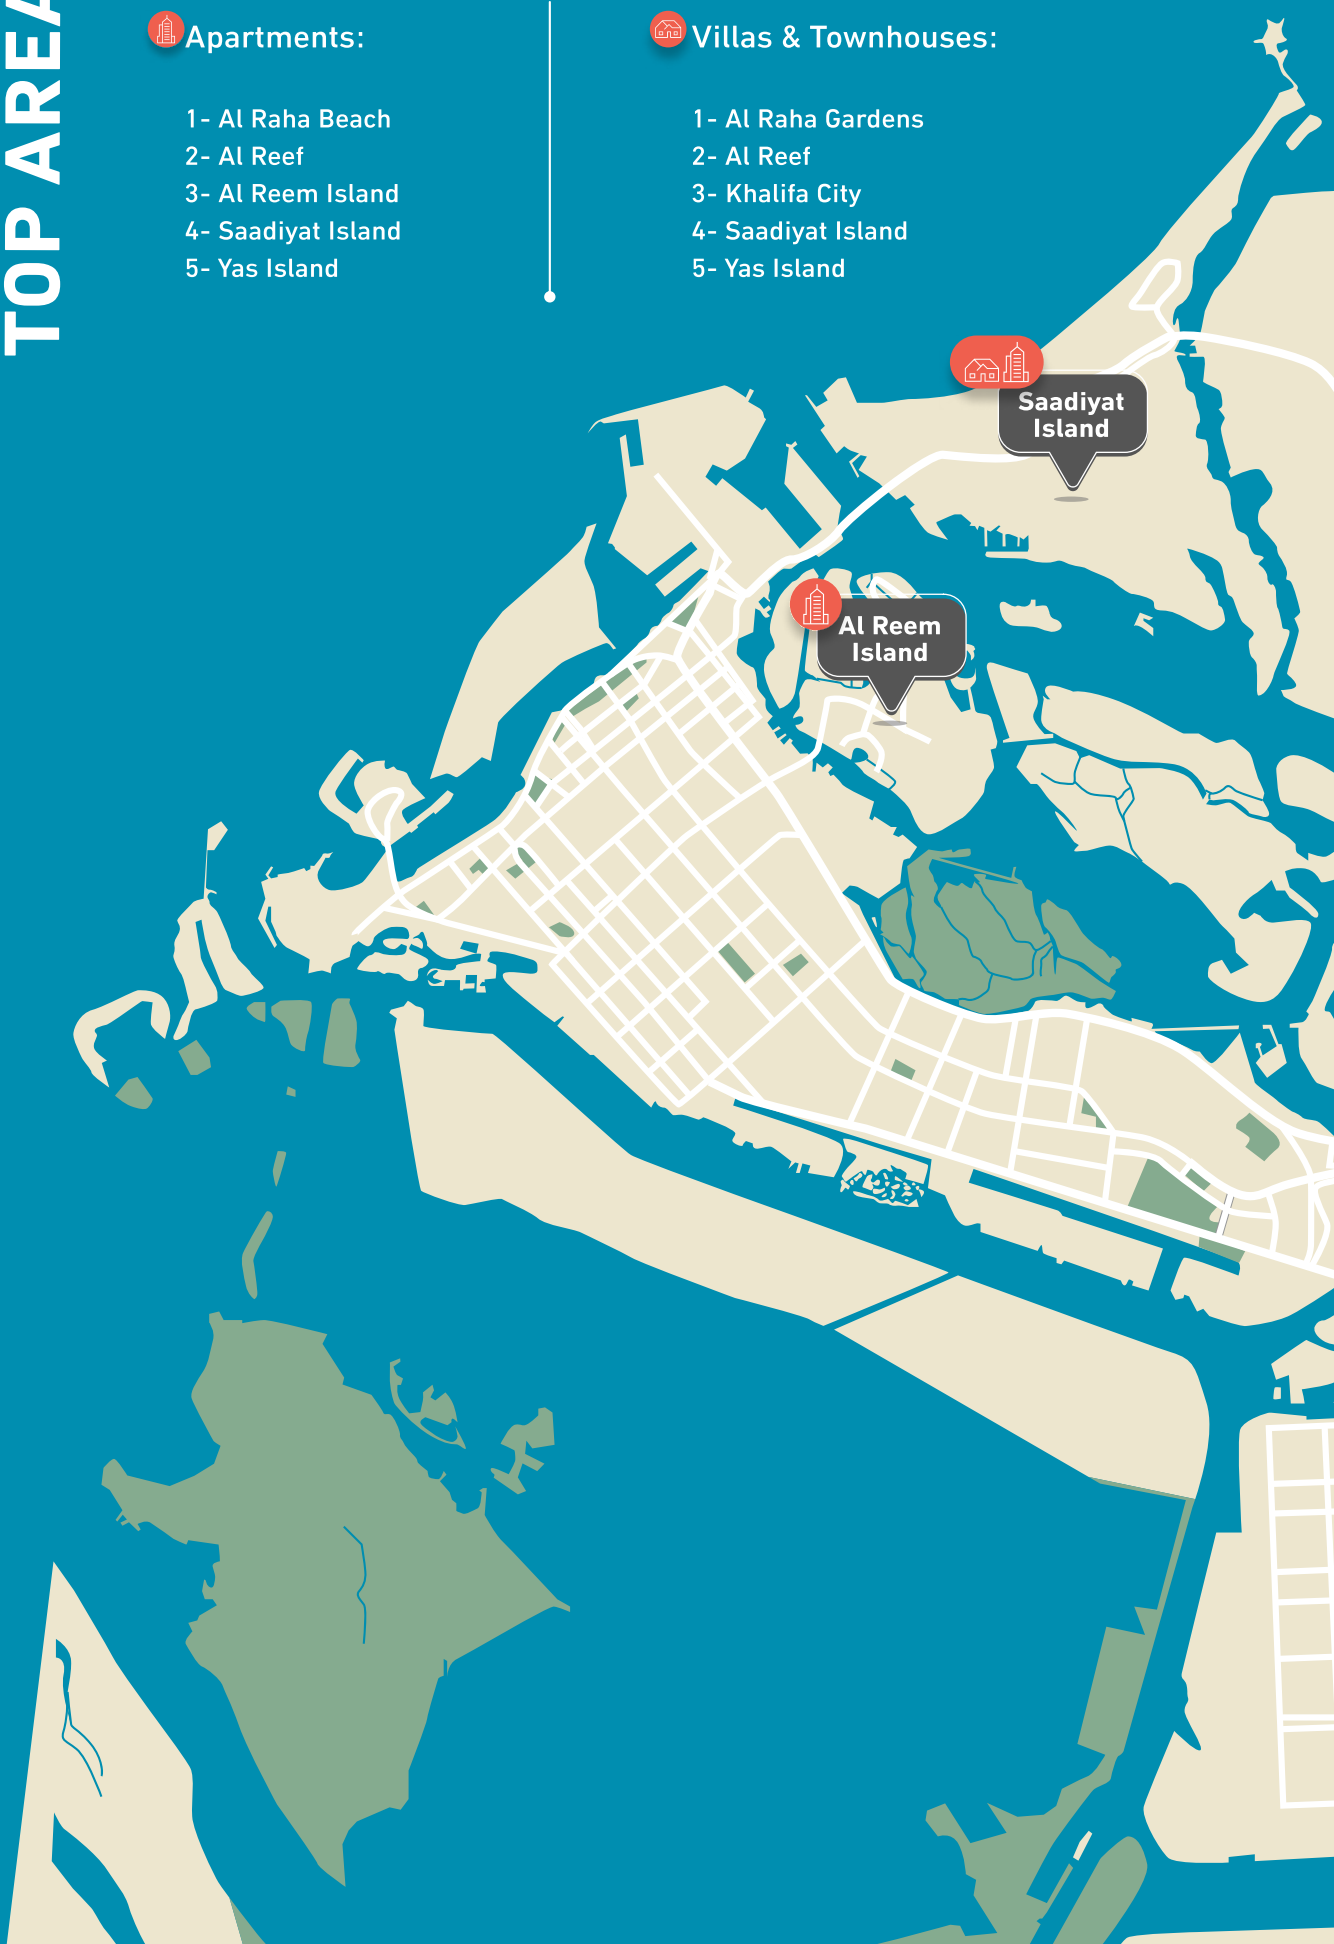 TOP AREA
Apartments:
1- Al Raha Beach
2- Al Reef
3- Al Reem Island
4- Saadiyat Island
5- Yas Island
Villas & Townhouses:
1- Al Raha Gardens
2- Al Reef
3- Khalifa City
4- Saadiyat Island
5- Yas Island
Saadiyat
Island
Al Reem
Island